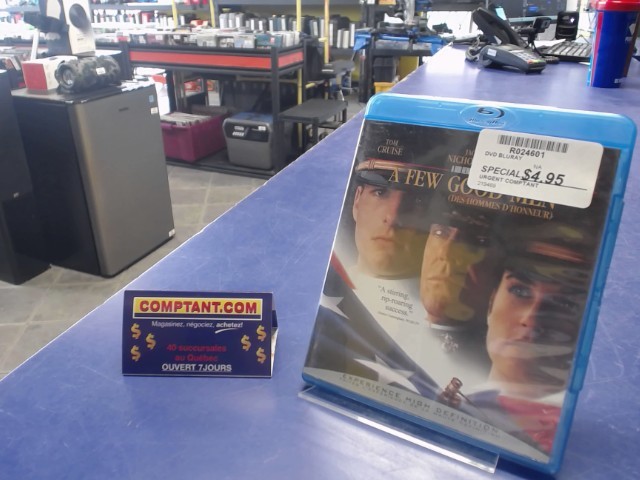 TOM
CRUISE
NICHO
A FEW GOOD MEN
(DES HOMMES D'HONNEUR)
R024601
DVD BLURAY
N/A
SPECIAL $4.95
URGENT COMPTANT
"A stirring,
rip-roaring
success."
EXPERIENCE HIGH DEFINITION
COMPTANT.COM
Magasinez, négociez, achetez!
$ $ $ $ $ $
40 succursales
au Québec
OUVERT 7JOURS